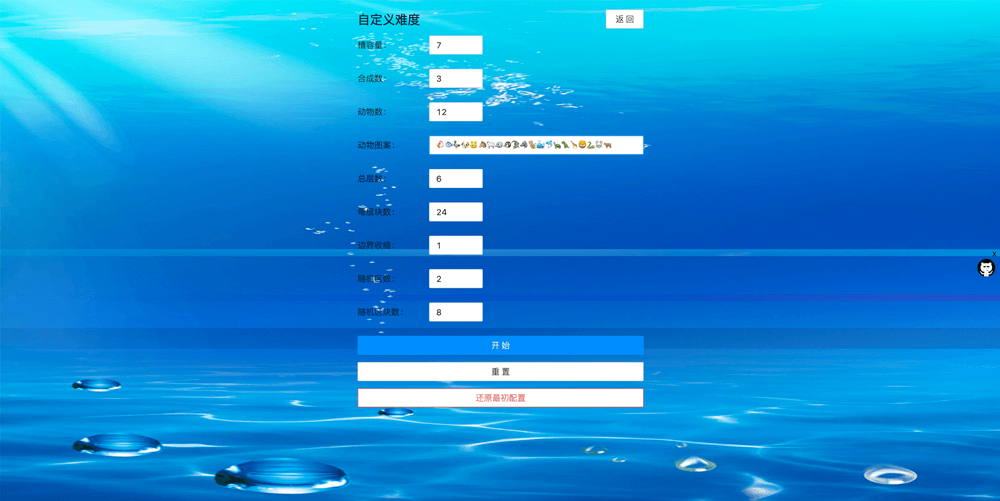 自定义难度 返 回
槽容量: 7
合成数: 3
动物数: 12
动物图案:
总层数: 6
每层块数: 24
边界收缩: 1
随机区数: 2
随机区块数: 8
X
开 始
重 置
还原最初配置